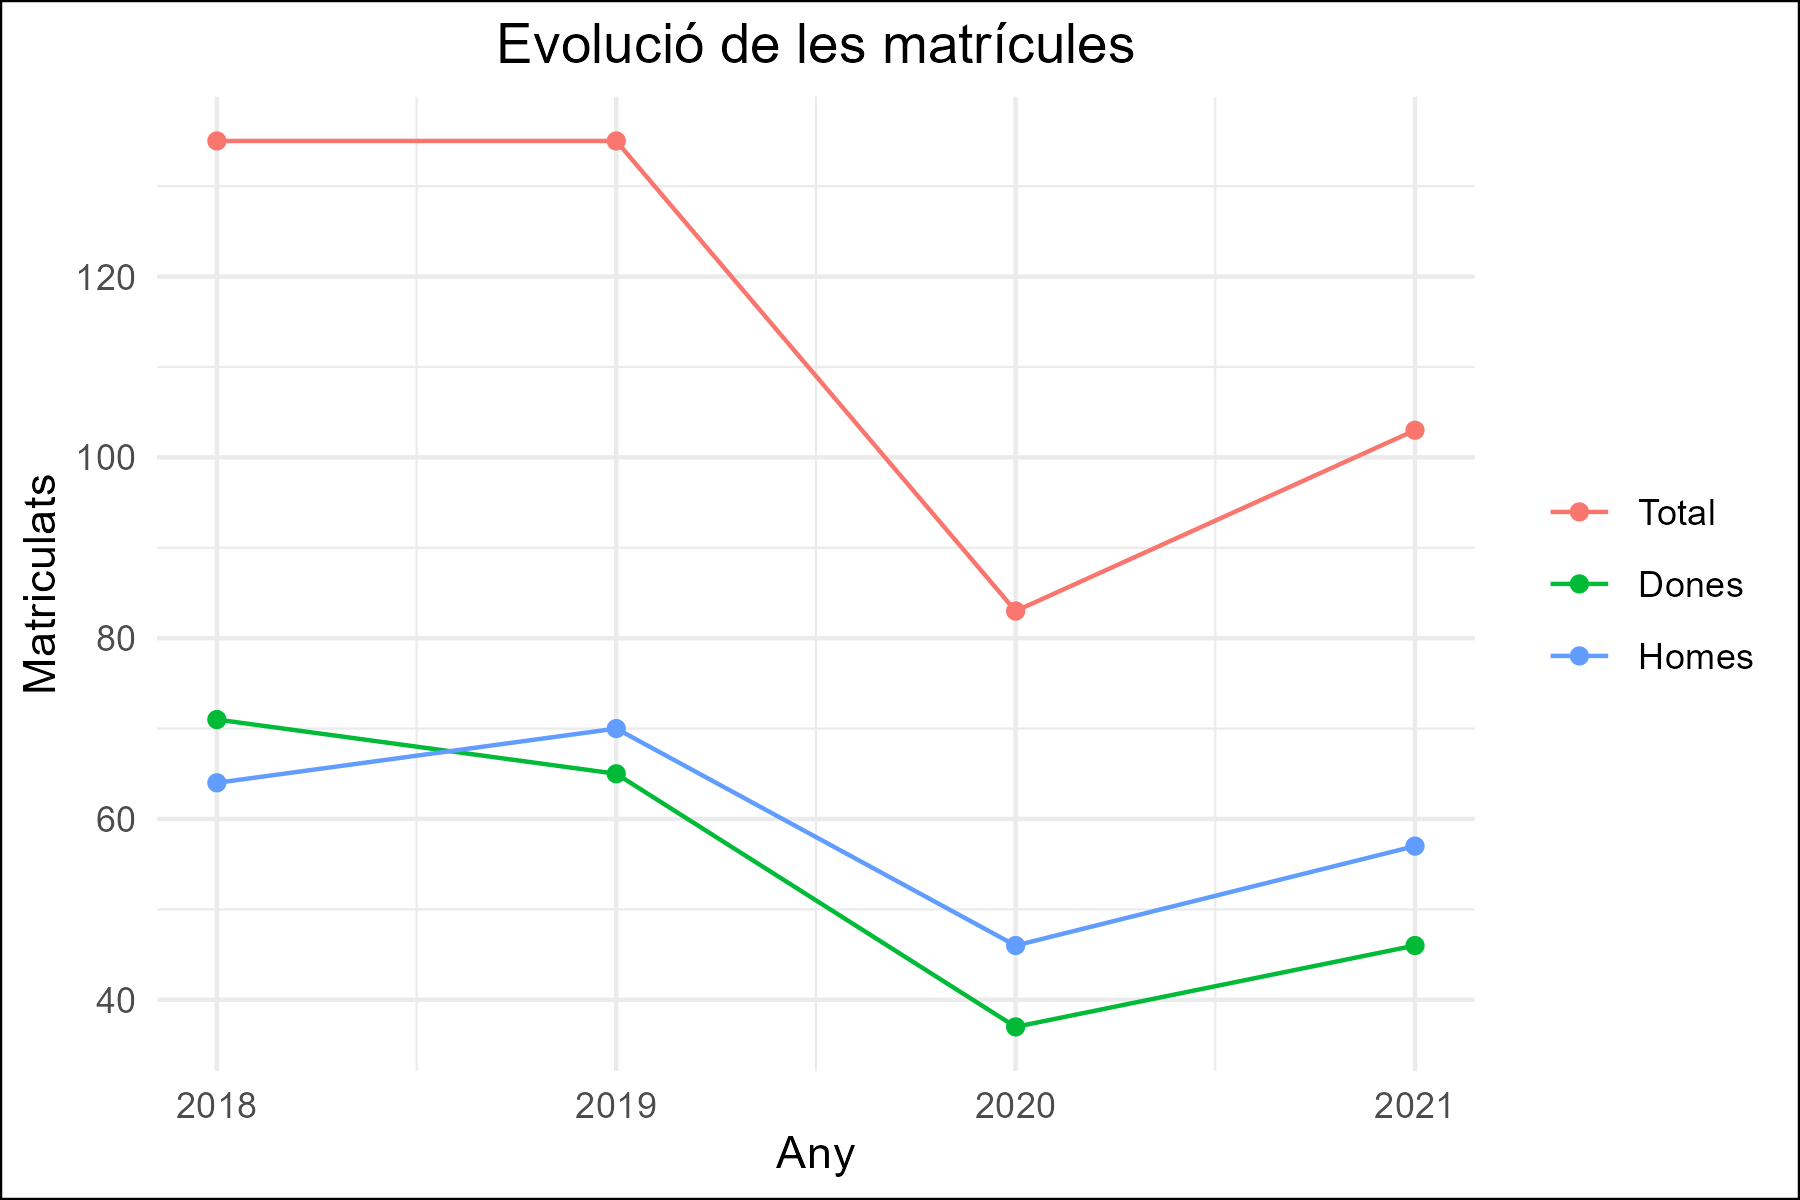 Evolució de les matrícules
120
100
80
60
40
Matriculats
2018 2019 2020 2021
Any
Total
Dones
Homes